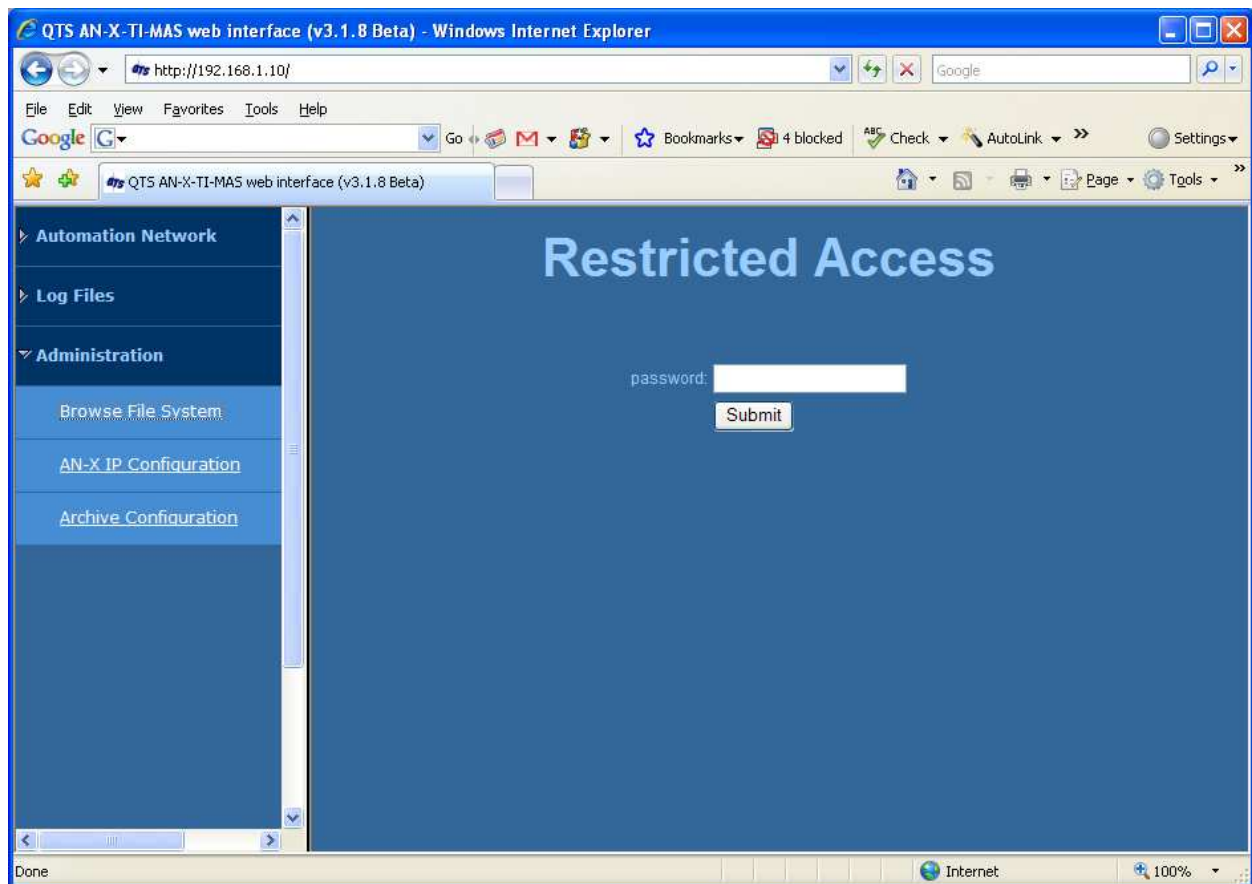 QTS AN-X-TI-MAS web interface (v3.1.8 Beta) - Windows Internet Explorer
http://192.168.1.10/
Google
File Edit View Favorites Tools Help
Google G Go 4 blocked Bookmarks ABC Check AutoLink » Settings
QTS AN-X-TI-MAS web interface (v3.1.8 Beta) Page Tools »
Automation Network
Log Files
Administration
Browse File System
AN-X IP Configuration
Archive Configuration
Restricted Access
password:
Submit
Done Internet 100%